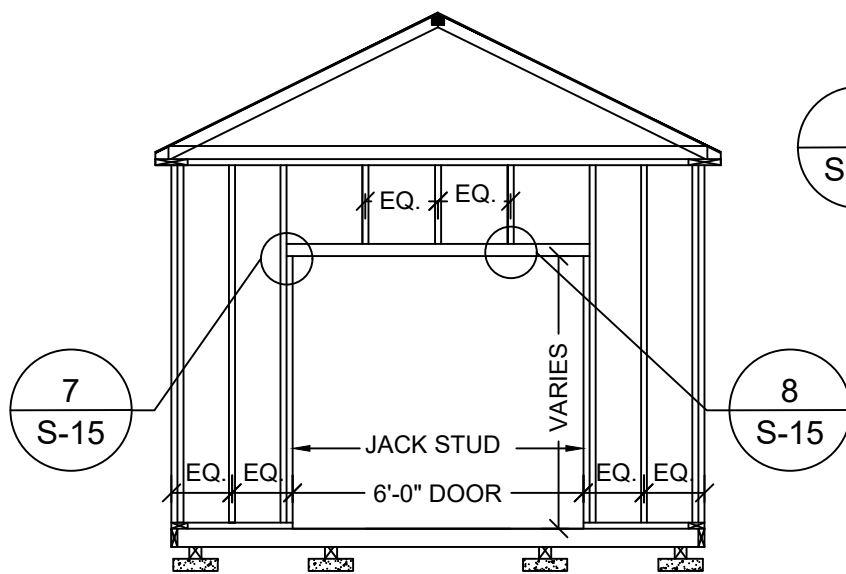 S
EQ. EQ.
7
S-15
VARIES
8
S-15
JACK STUD
EQ. EQ. 6'-0" DOOR EQ. EQ.